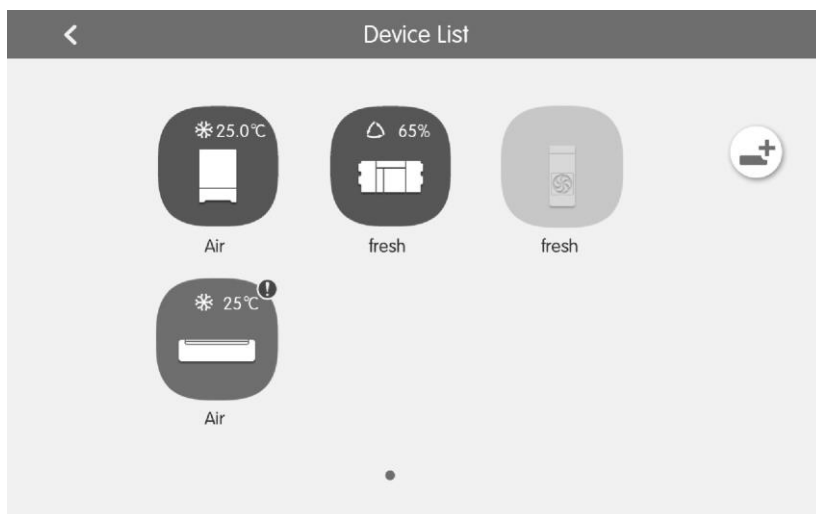 Device List
25.0℃
65%
Air
fresh
fresh
25℃
Air